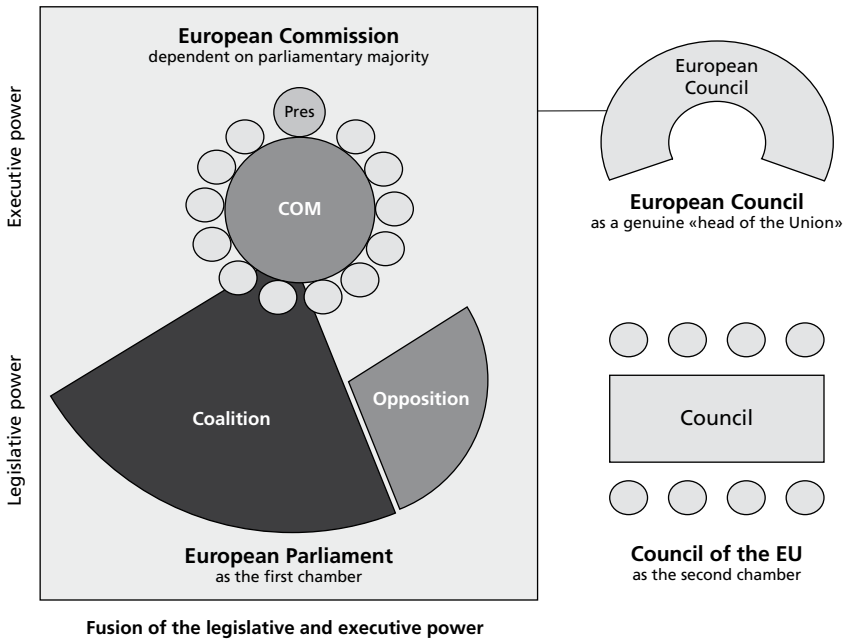 European Commission
dependent on parliamentary majority
Executive power
Pres
COM
European
Council
European Council
as a genuine «head of the Union»
Legislative power
Coalition
Opposition
Council
European Parliament
as the first chamber
Council of the EU
as the second chamber
Fusion of the legislative and executive power